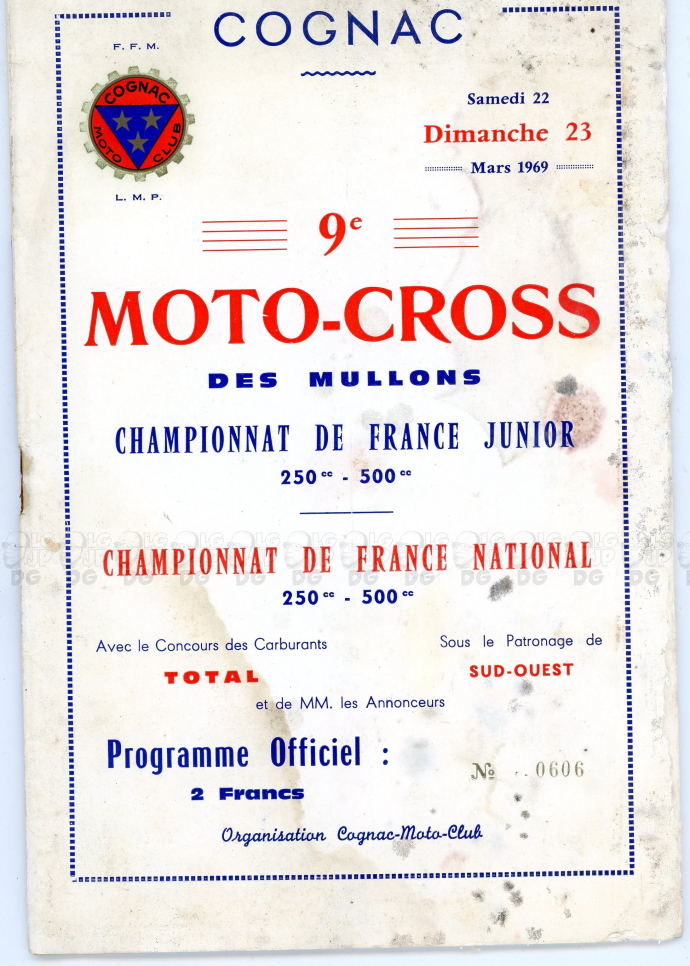 COGNAC
F. F. M.
COGNAC
MOTO CLUB
L. M. P.
Samedi 22
Dimanche 23
Mars 1969
9e
MOTO-CROSS
DES MULLONS
CHAMPIONNAT DE FRANCE JUNIOR
250cc - 500cc
CHAMPIONNAT DE FRANCE NATIONAL
250cc - 500cc
Avec le Concours des Carburants
TOTAL
Sous le Patronage de
SUD-OUEST
et de MM. les Annonceurs
Programme Officiel :
2 Francs
No 0606
Organisation Cognac-Moto-Club